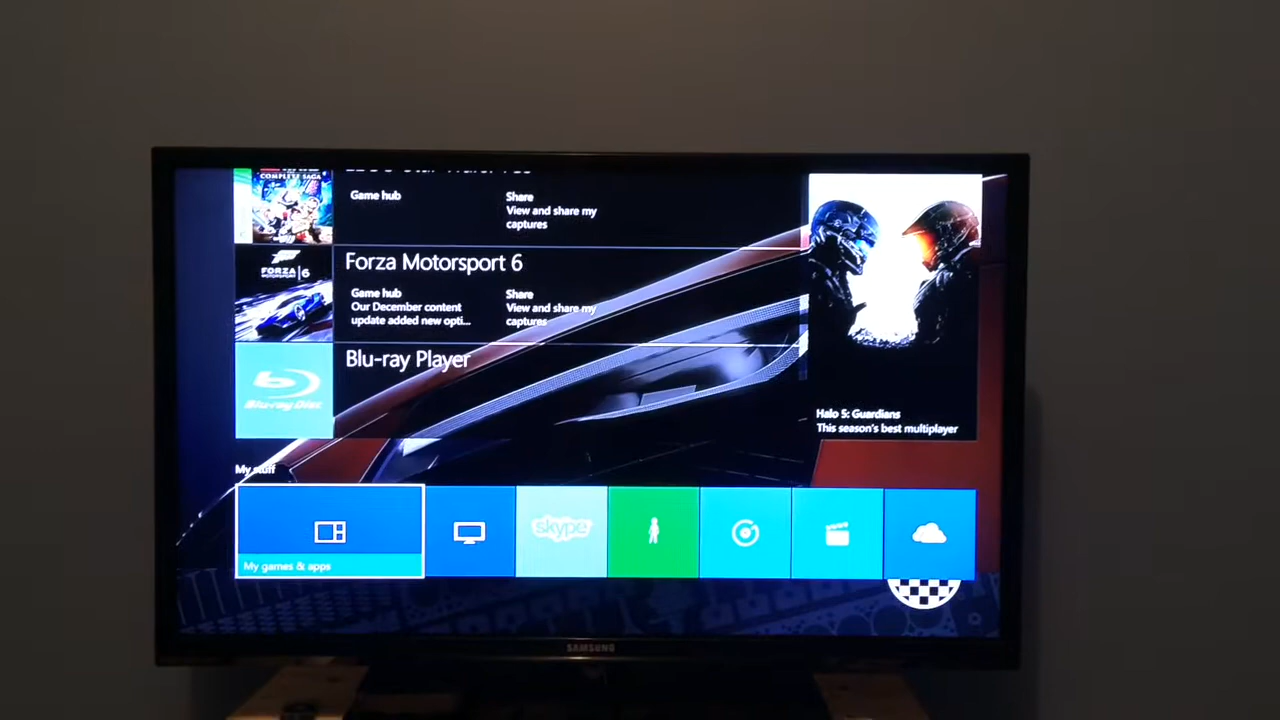 COMPLETE SAGA
Game hub
Share
View and share my
captures
FORZA
MOTORSPORT 6
Forza Motorsport 6
Game hub
Our December content
update added new opti...
Share
View and share my
captures
Blu-ray Player
Blu-ray Disc
Halo 5: Guardians
This season's best multiplayer
My stuff
My games & apps
skype
SAMSUNG